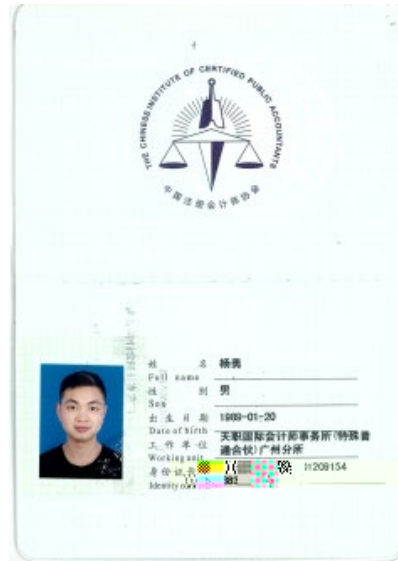 THE CHINESE INSTITUTE OF CERTIFIED PUBLIC ACCOUNTANTS
中国注册会计师协会
姓 名 杨勇
Full name
性 别 男
Sex
出生日期 1989-01-20
Date of birth
工作单位 天职国际会计师事务所(特殊普
Working unit 通合伙)广州分所
身份证
Identity card